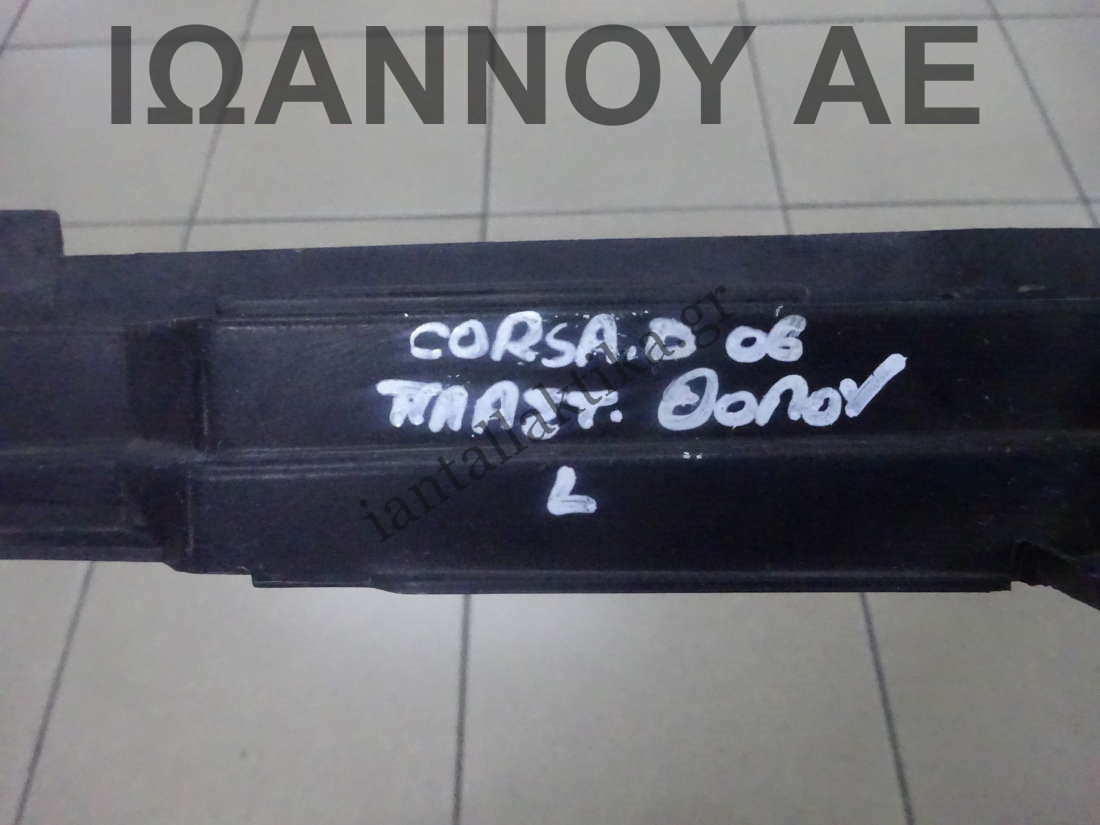 ΙΩΑΝΝΟΥ ΑΕ
CORSA.D 06
ΠΛΑΣΤ. ΘΟΛΟΥ
L
iantallaktika.gr